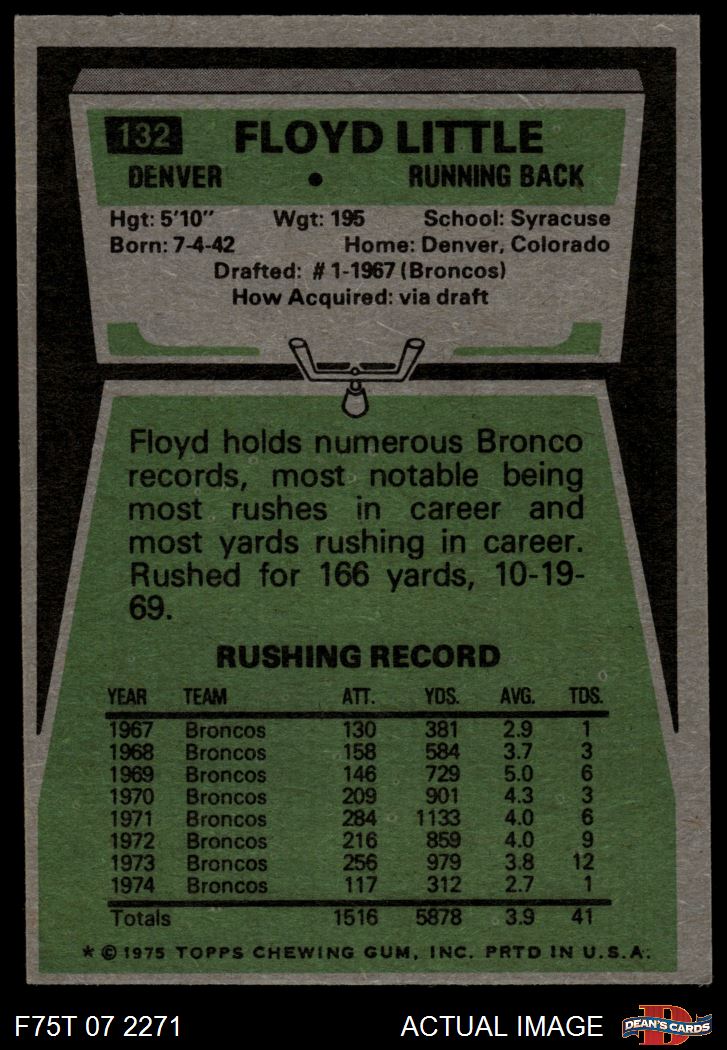 132 FLOYD LITTLE
DENVER • RUNNING BACK
Hgt: 5'10" Wgt: 195 School: Syracuse
Born: 7-4-42 Home: Denver, Colorado
Drafted: #1-1967 (Broncos)
How Acquired: via draft
Floyd holds numerous Bronco
records, most notable being
most rushes in career and
most yards rushing in career.
Rushed for 166 yards, 10-19-
69.
RUSHING RECORD
YEAR TEAM ATT. YDS. AVG. TDS.
1967 Broncos 130 381 2.9 1
1968 Broncos 158 584 3.7 3
1969 Broncos 146 729 5.0 6
1970 Broncos 209 901 4.3 3
1971 Broncos 284 1133 4.0 6
1972 Broncos 216 859 4.0 9
1973 Broncos 256 979 3.8 12
1974 Broncos 117 312 2.7 1
Totals 1516 5878 3.9 41
* © 1975 TOPPS CHEWING GUM, INC. PRTD IN U.S.A.
F75T 07 2271 ACTUAL IMAGE D DEAN'S CARDS